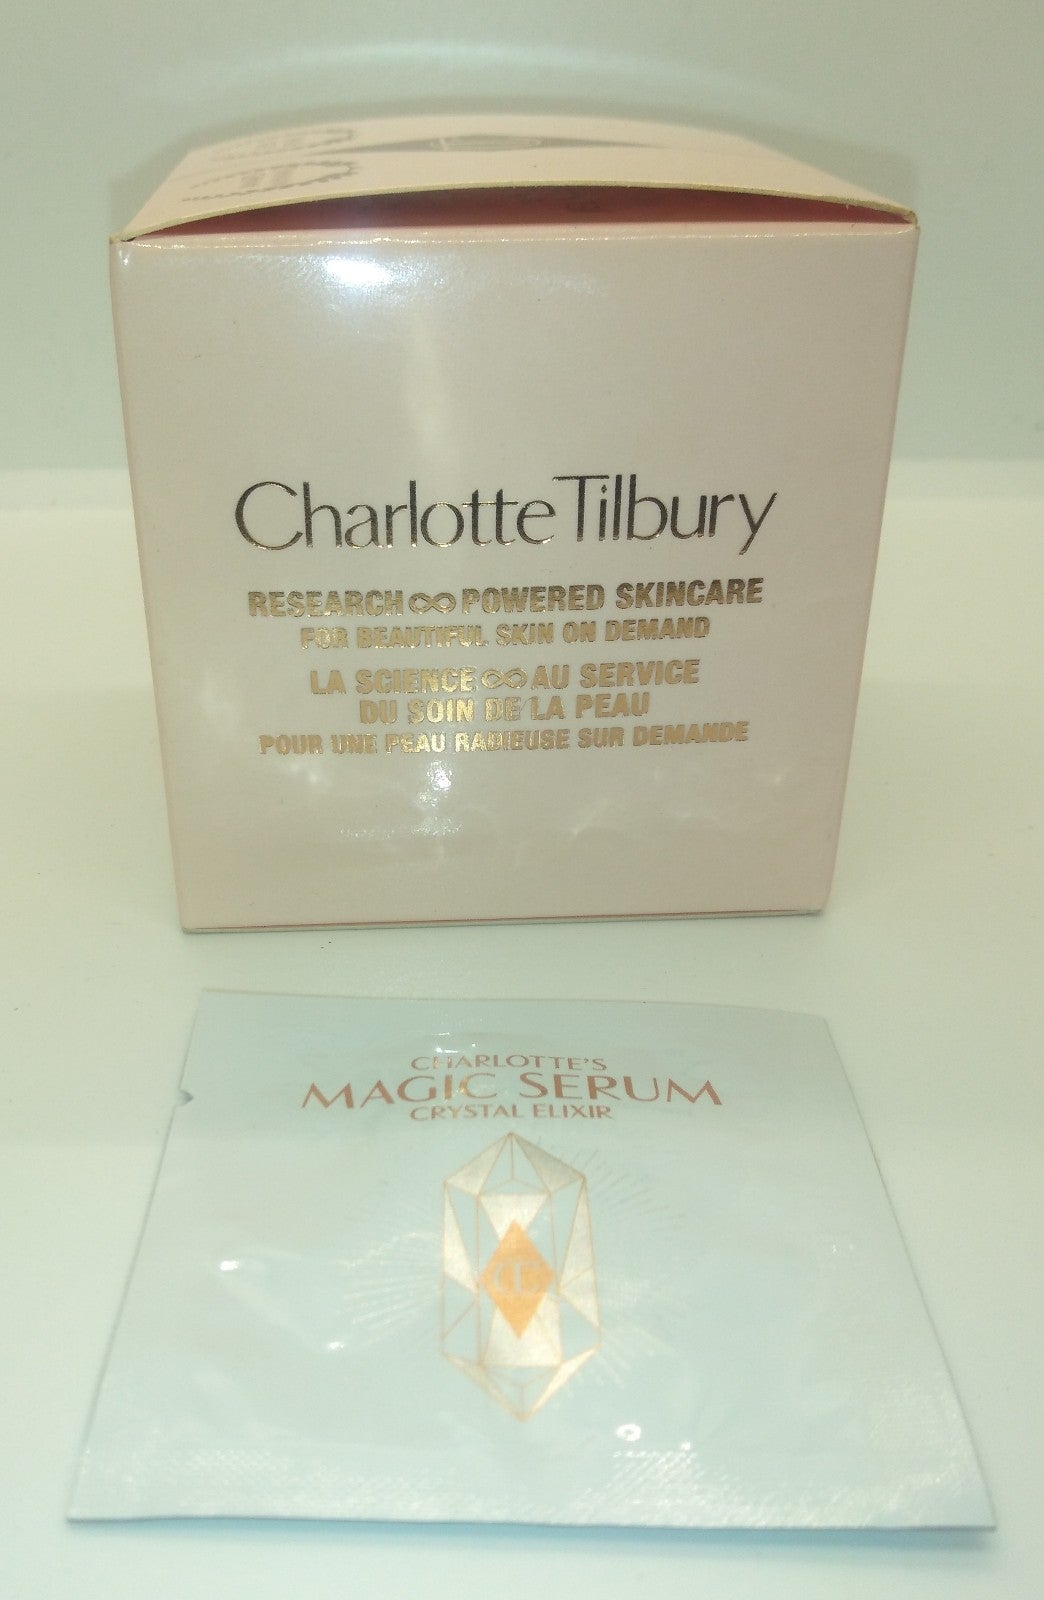 Charlotte Tilbury
RESEARCH ∞ POWERED SKINCARE
FOR BEAUTIFUL SKIN ON DEMAND
LA SCIENCE ∞ AU SERVICE
DU SOIN DE LA PEAU
POUR UNE PEAU RADIEUSE SUR DEMANDE
CHARLOTTE'S
MAGIC SERUM
CRYSTAL ELIXIR